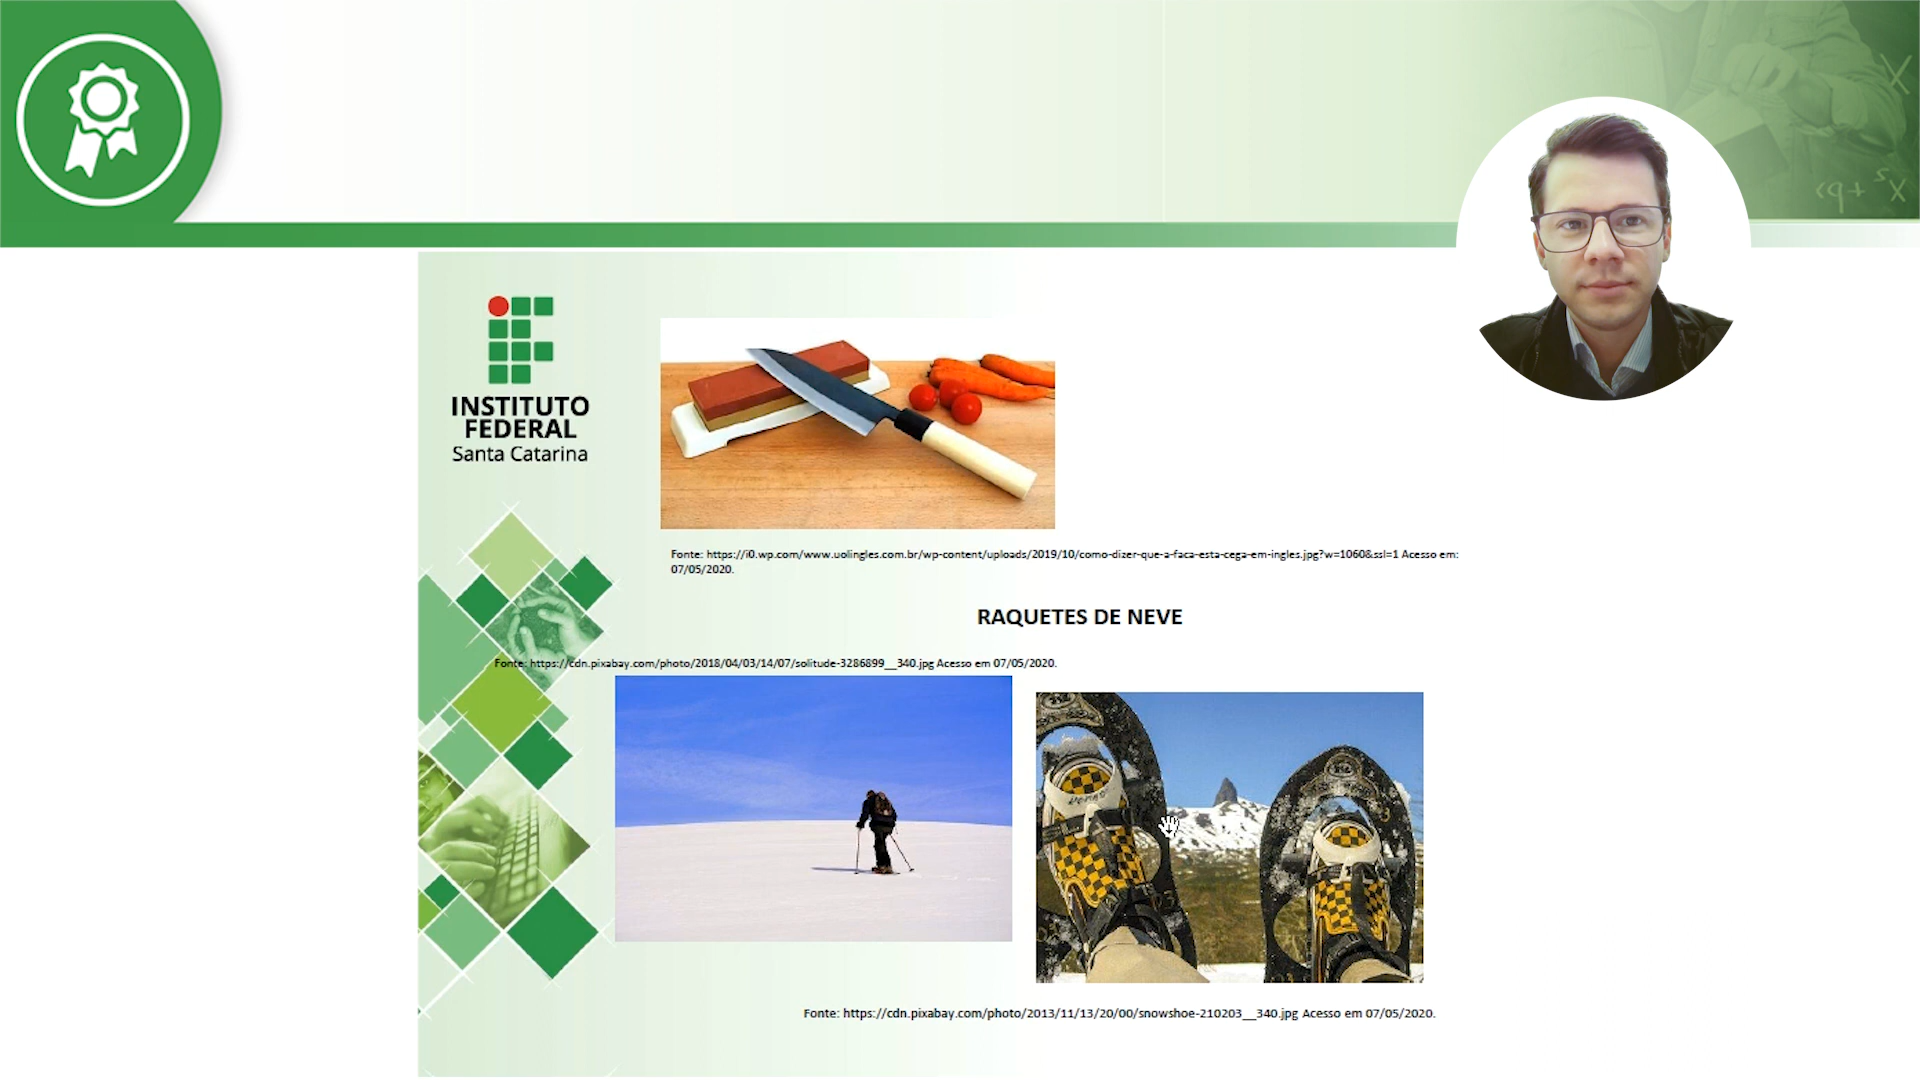 INSTITUTO
FEDERAL
Santa Catarina
Fonte: https://i0.wp.com/www.uolingles.com.br/wp-content/uploads/2019/10/como-dizer-que-a-faca-esta-cega-em-ingles.jpg?w=1060&ssl=1 Acesso em:
07/05/2020.
RAQUETES DE NEVE
Fonte: https://cdn.pixabay.com/photo/2018/04/03/14/07/solitude-3286899__340.jpg Acesso em 07/05/2020.
Fonte: https://cdn.pixabay.com/photo/2013/11/13/20/00/snowshoe-210203__340.jpg Acesso em 07/05/2020.